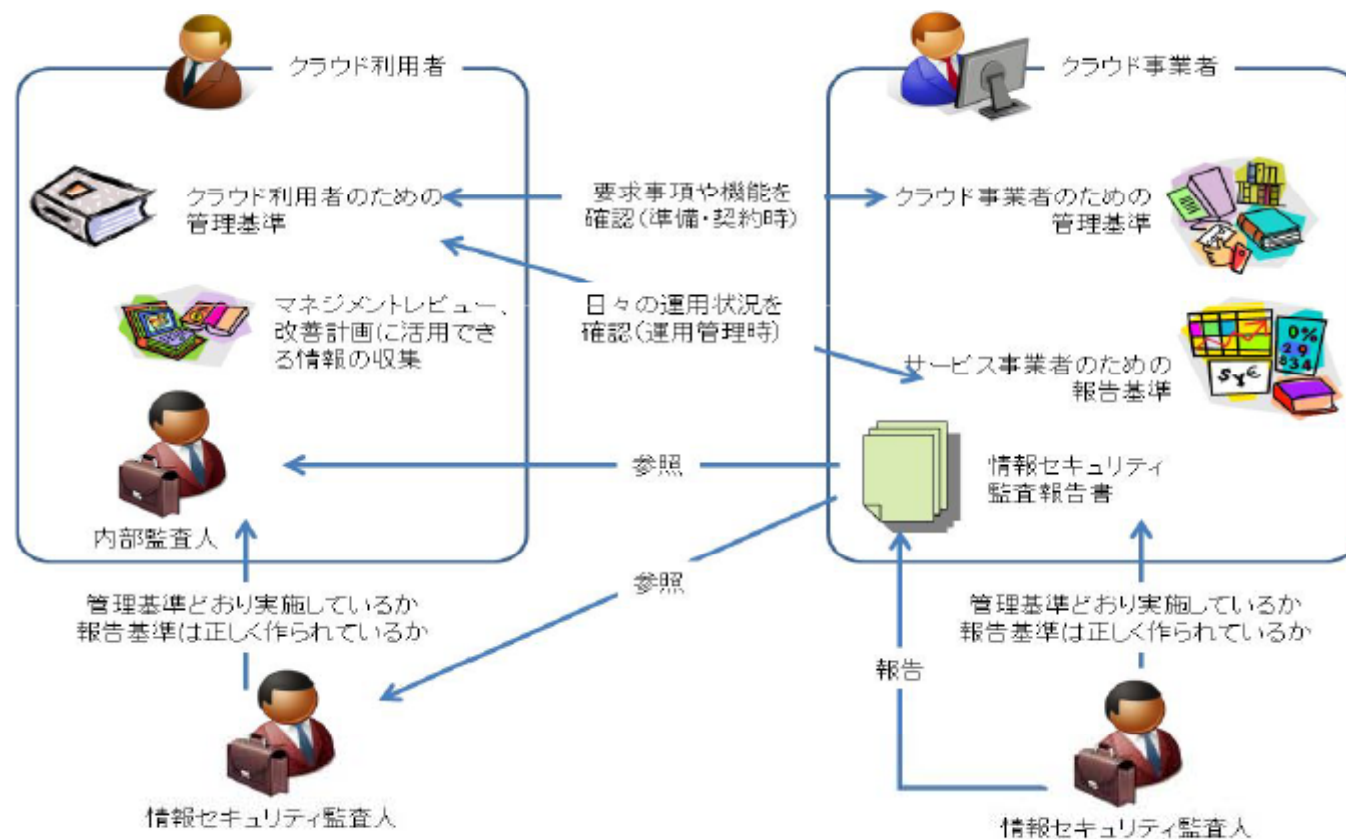 クラウド利用者
クラウド事業者
クラウド利用者のための
管理基準
要求事項や機能を
確認(準備・契約時)
クラウド事業者のための
管理基準
マネジメントレビュー、
改善計画に活用でき
る情報の収集
日々の運用状況を
確認(運用管理時)
サービス事業者のための
報告基準
0%
29
834
$¥€
参照
情報セキュリティ
監査報告書
内部監査人
参照
管理基準どおり実施しているか
報告基準は正しく作られているか
管理基準どおり実施しているか
報告基準は正しく作られているか
報告
情報セキュリティ監査人
情報セキュリティ監査人